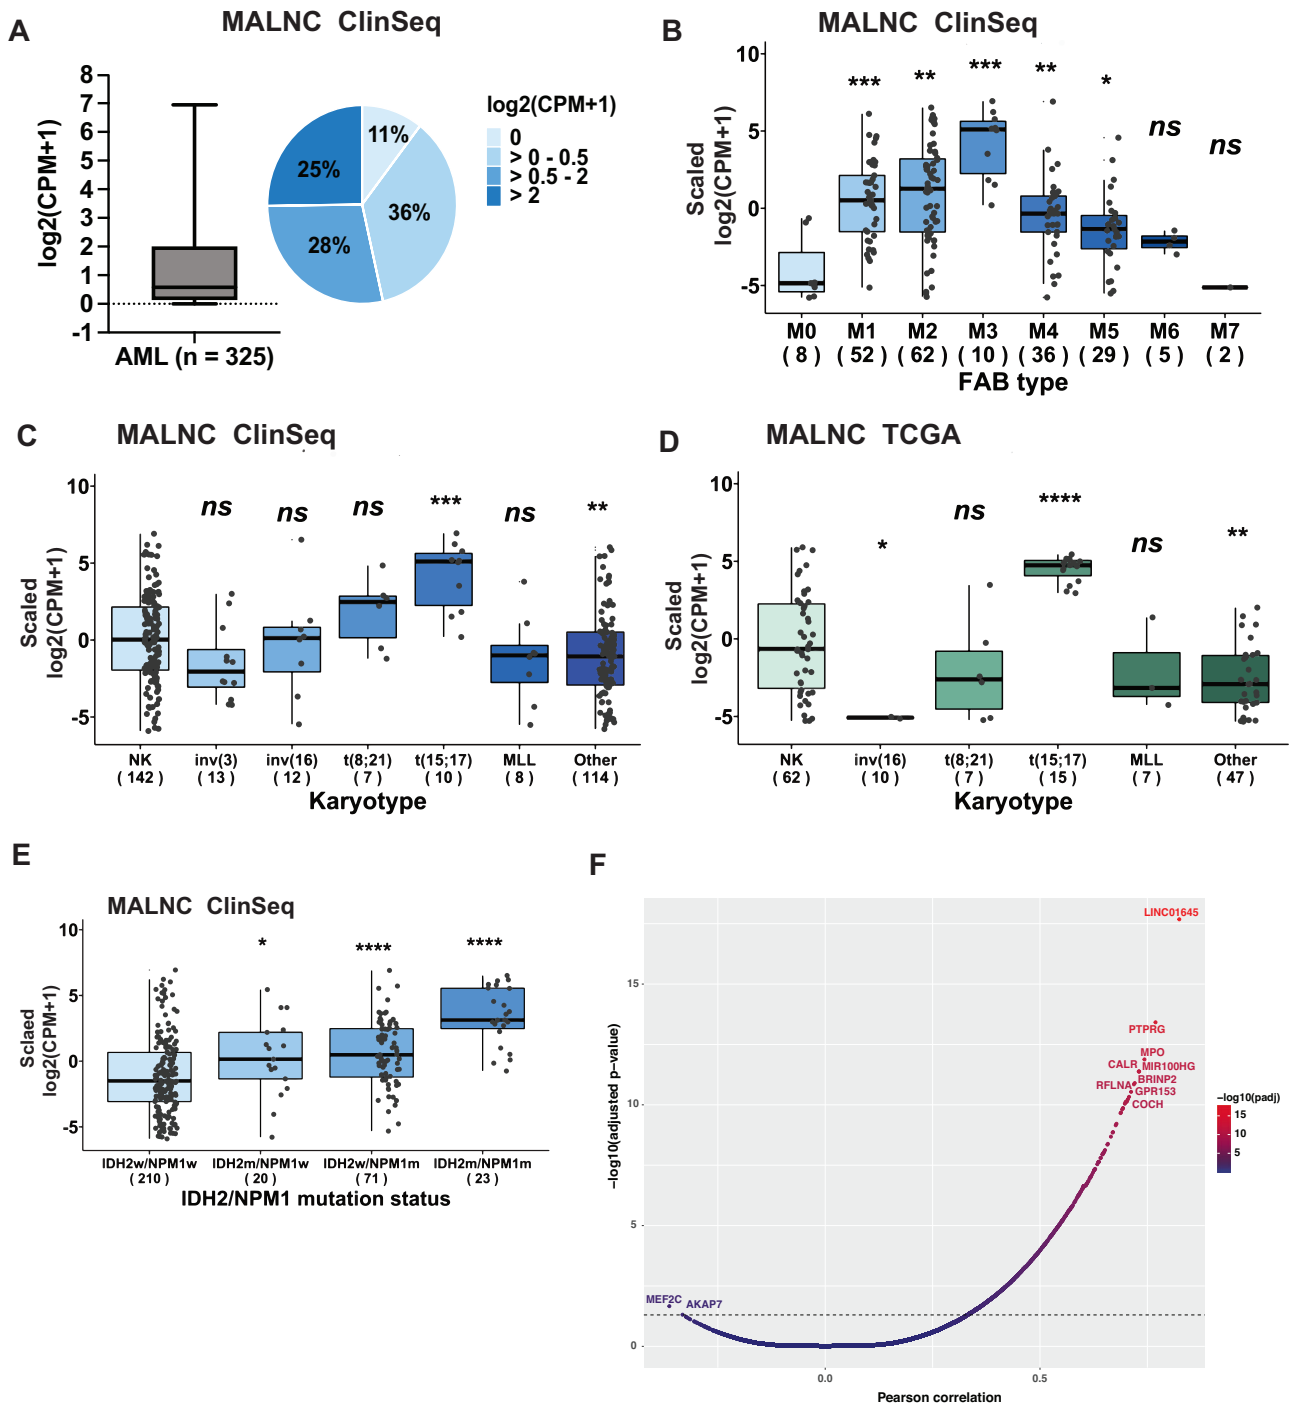 A
MALNC ClinSeq
log2(CPM+1)
8
7
6
5
4
3
2
1
0
-1
AML (n = 325)
11%
36%
28%
25%
log2(CPM+1)
0
> 0 - 0.5
> 0.5 - 2
> 2
B
MALNC ClinSeq
Scaled
log2(CPM+1)
10
5
0
-5
*** ** *** ** * ns ns
M0 M1 M2 M3 M4 M5 M6 M7
( 8 ) ( 52 ) ( 62 ) ( 10 ) ( 36 ) ( 29 ) ( 5 ) ( 2 )
FAB type
C
MALNC ClinSeq
Scaled
log2(CPM+1)
10
5
0
-5
ns ns ns *** ns **
NK inv(3) inv(16) t(8;21) t(15;17) MLL Other
( 142 ) ( 13 ) ( 12 ) ( 7 ) ( 10 ) ( 8 ) ( 114 )
Karyotype
D
MALNC TCGA
Scaled
log2(CPM+1)
10
5
0
-5
* ns **** ns **
NK inv(16) t(8;21) t(15;17) MLL Other
( 62 ) ( 10 ) ( 7 ) ( 15 ) ( 7 ) ( 47 )
Karyotype
E
MALNC ClinSeq
Sclaed
log2(CPM+1)
10
5
0
-5
* **** ****
IDH2w/NPM1w IDH2m/NPM1w IDH2w/NPM1m IDH2m/NPM1m
( 210 ) ( 20 ) ( 71 ) ( 23 )
IDH2/NPM1 mutation status
F
−log10(adjusted p−value)
15
10
5
0
LINC01645
PTPRG
MPO
CALR MIR100HG
BRINP2
RFLNA
GPR153
COCH
MEF2C
AKAP7
0.0 0.5
Pearson correlation
−log10(padj)
15
10
5